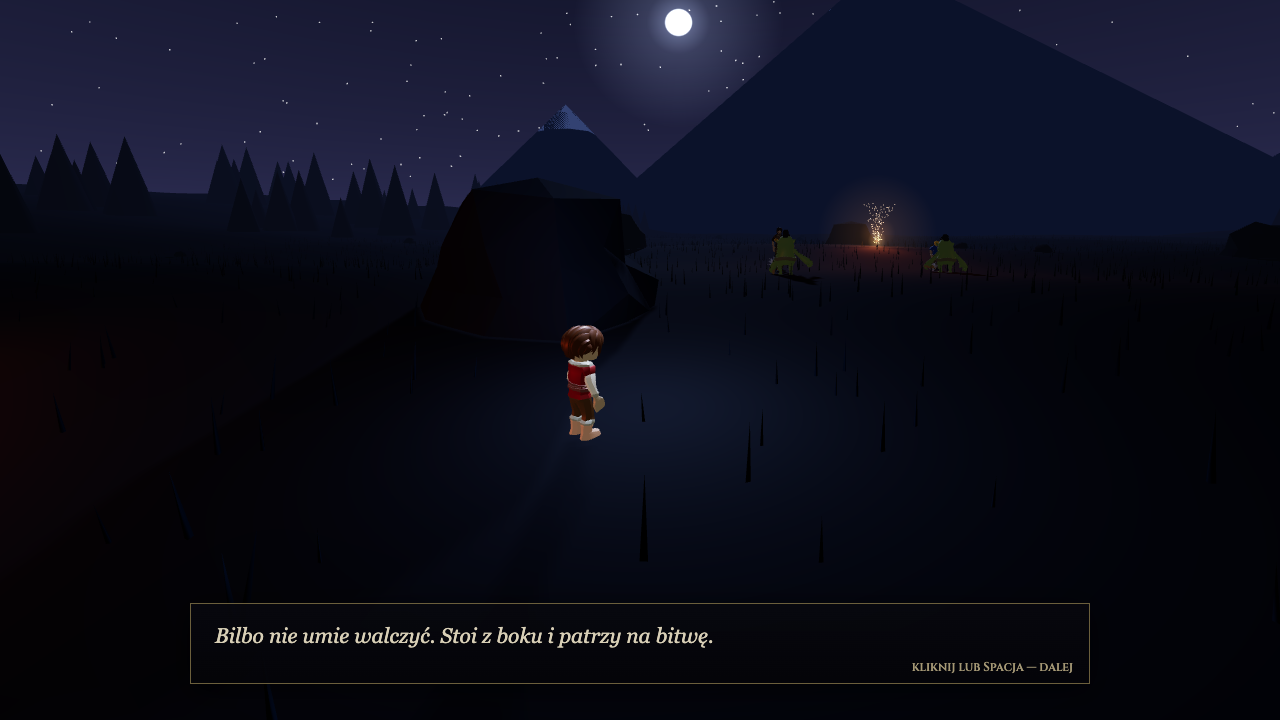 Bilbo nie umie walczyć. Stoi z boku i patrzy na bitwę.
KLIKNIJ LUB SPACJA — DALEJ